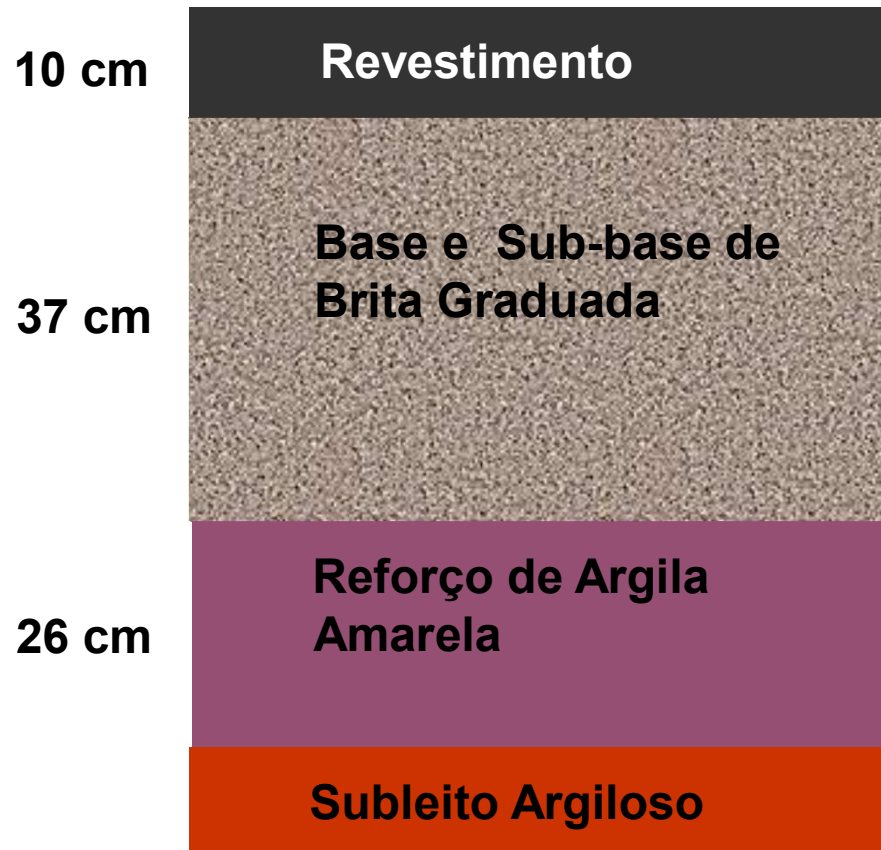 10 cm
Revestimento
Base e Sub-base de
Brita Graduada
37 cm
Reforço de Argila
Amarela
26 cm
Subleito Argiloso